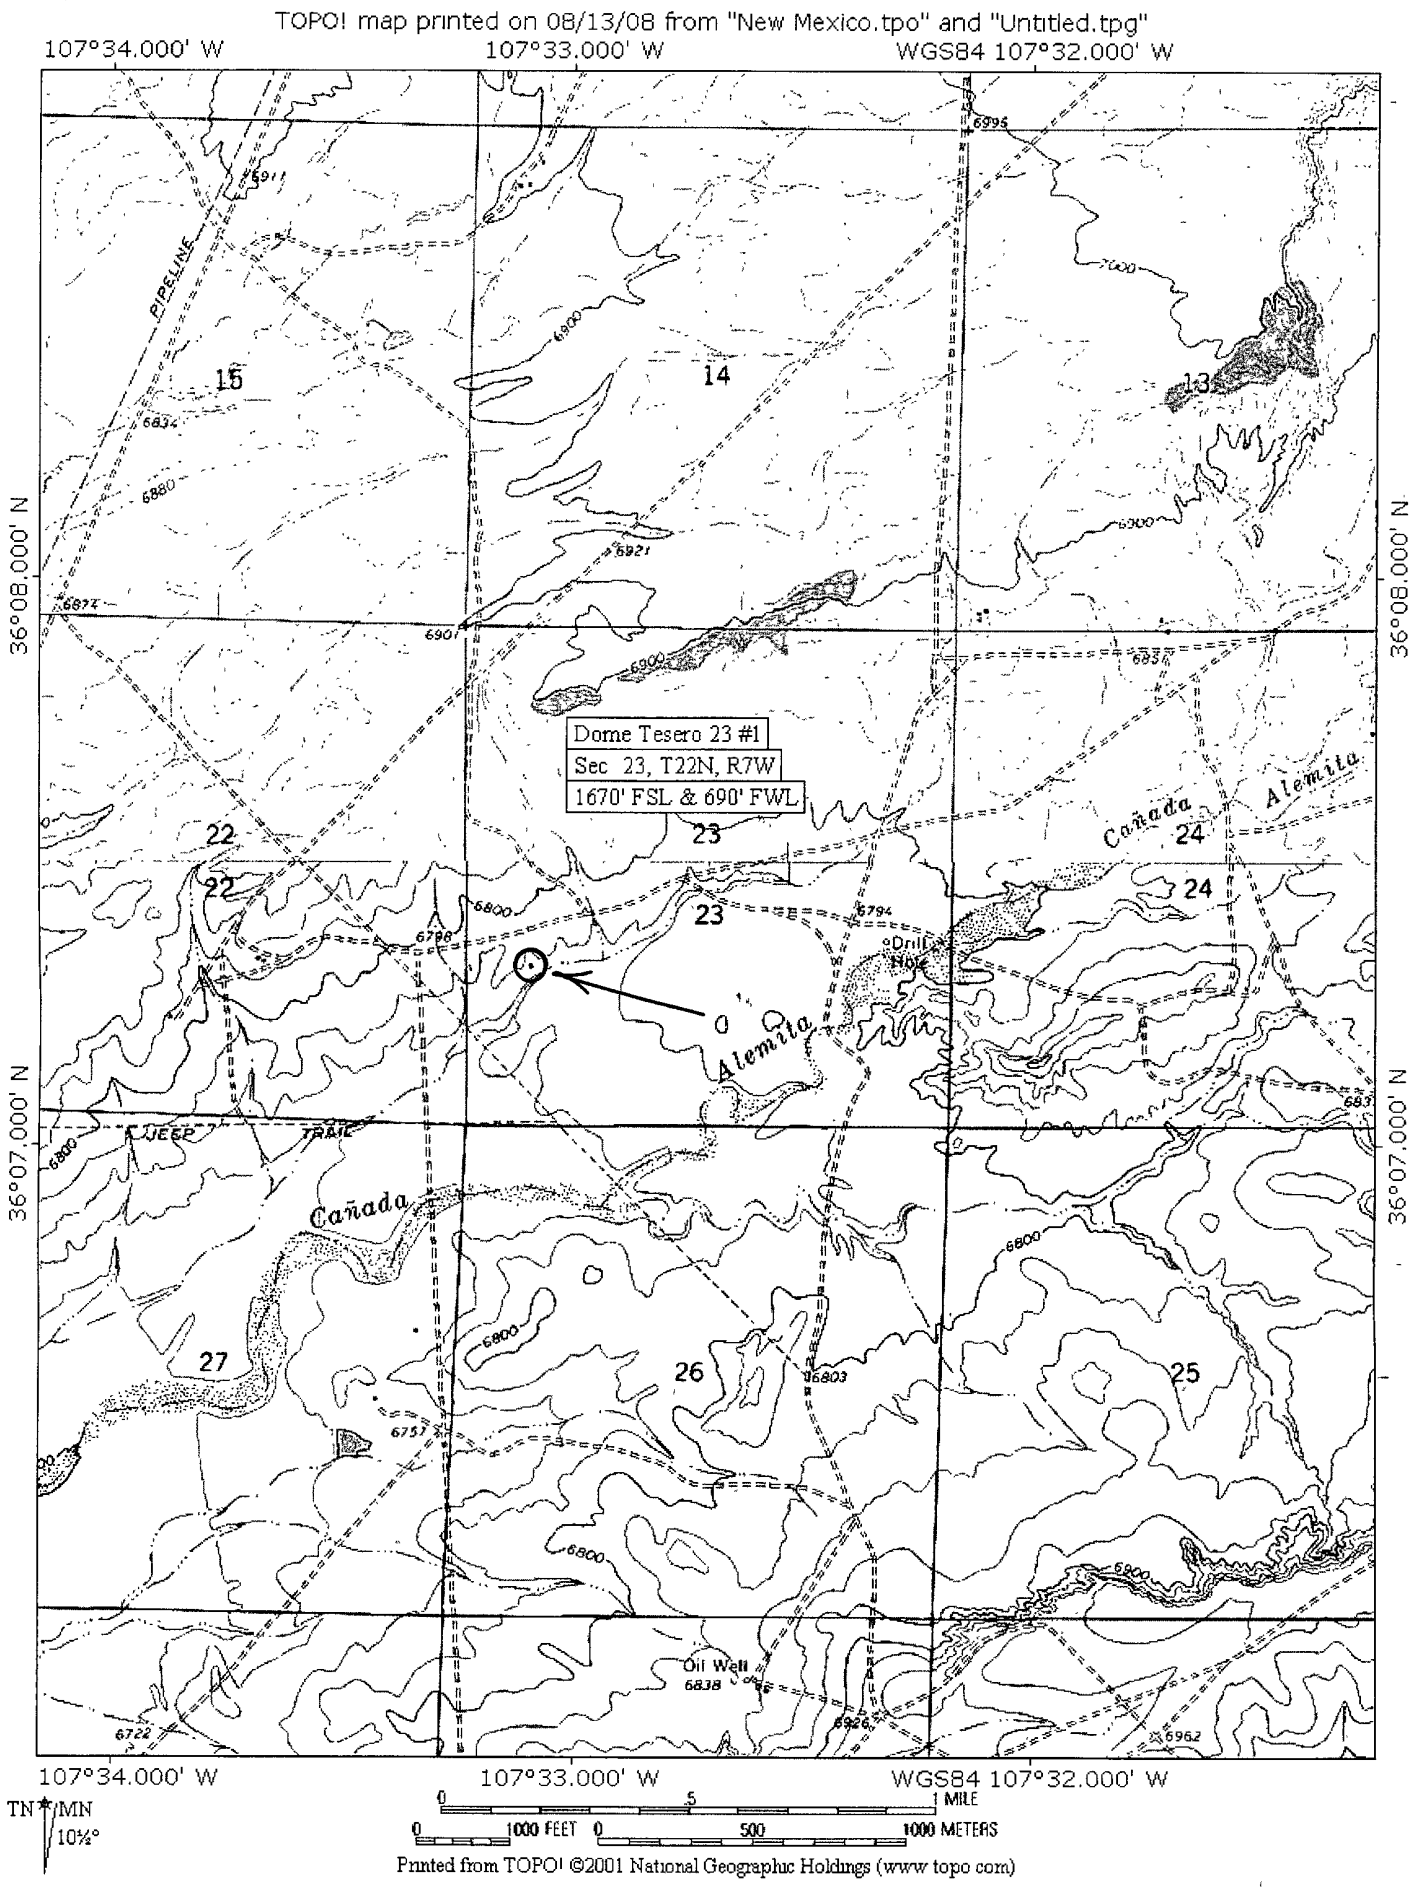 TOPO! map printed on 08/13/08 from "New Mexico.tpo" and "Untitled.tpg"
107°34.000' W 107°33.000' W WGS84 107°32.000' W
6995
6911
PIPELINE
7000
6900
15 14 13
6834
6880
6900
6921
36°08.000' N 36°08.000' N
6874
6901
6900
6851
Dome Tesero 23 #1
Sec 23, T22N, R7W
1670' FSL & 690' FWL
Cañada Alemita
22 23 24
22 23 24
6800
6794
6798
Drill
Hole
Alemita
36°07.000' N 36°07.000' N
683
JEEP TRAIL
6800
Cañada
6800
6800
27 26 25
6803
6757
00
6800
6900
Oil Well
6838
6722 6926 6962
107°34.000' W 107°33.000' W WGS84 107°32.000' W
TN MN
10½°
0 .5 1 MILE
0 1000 FEET 0 500 1000 METERS
Printed from TOPO! ©2001 National Geographic Holdings (www topo com)